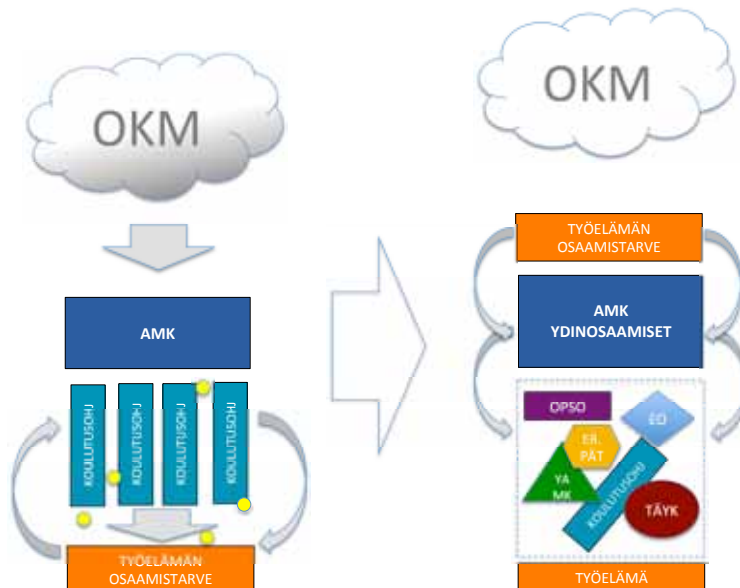 OKM
AMK
KOULUTUSOHJ
KOULUTUSOHJ
KOULUTUSOHJ
KOULUTUSOHJ
TYÖELÄMÄN
OSAAMISTARVE
OKM
TYÖELÄMÄN
OSAAMISTARVE
AMK
YDINOSAAMISET
OPSO
EO
ER.
PÄT
YA
MK
KOULUTUSOHJ
TÄYK
TYÖELÄMÄ